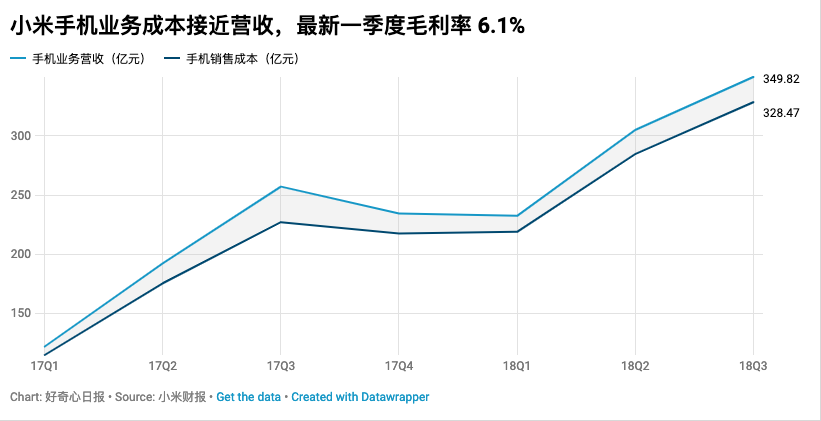 小米手机业务成本接近营收，最新一季度毛利率 6.1%
手机业务营收（亿元） 手机销售成本（亿元）
349.82
328.47
300
250
200
150
17Q1 17Q2 17Q3 17Q4 18Q1 18Q2 18Q3
Chart: 好奇心日报 • Source: 小米财报 • Get the data • Created with Datawrapper